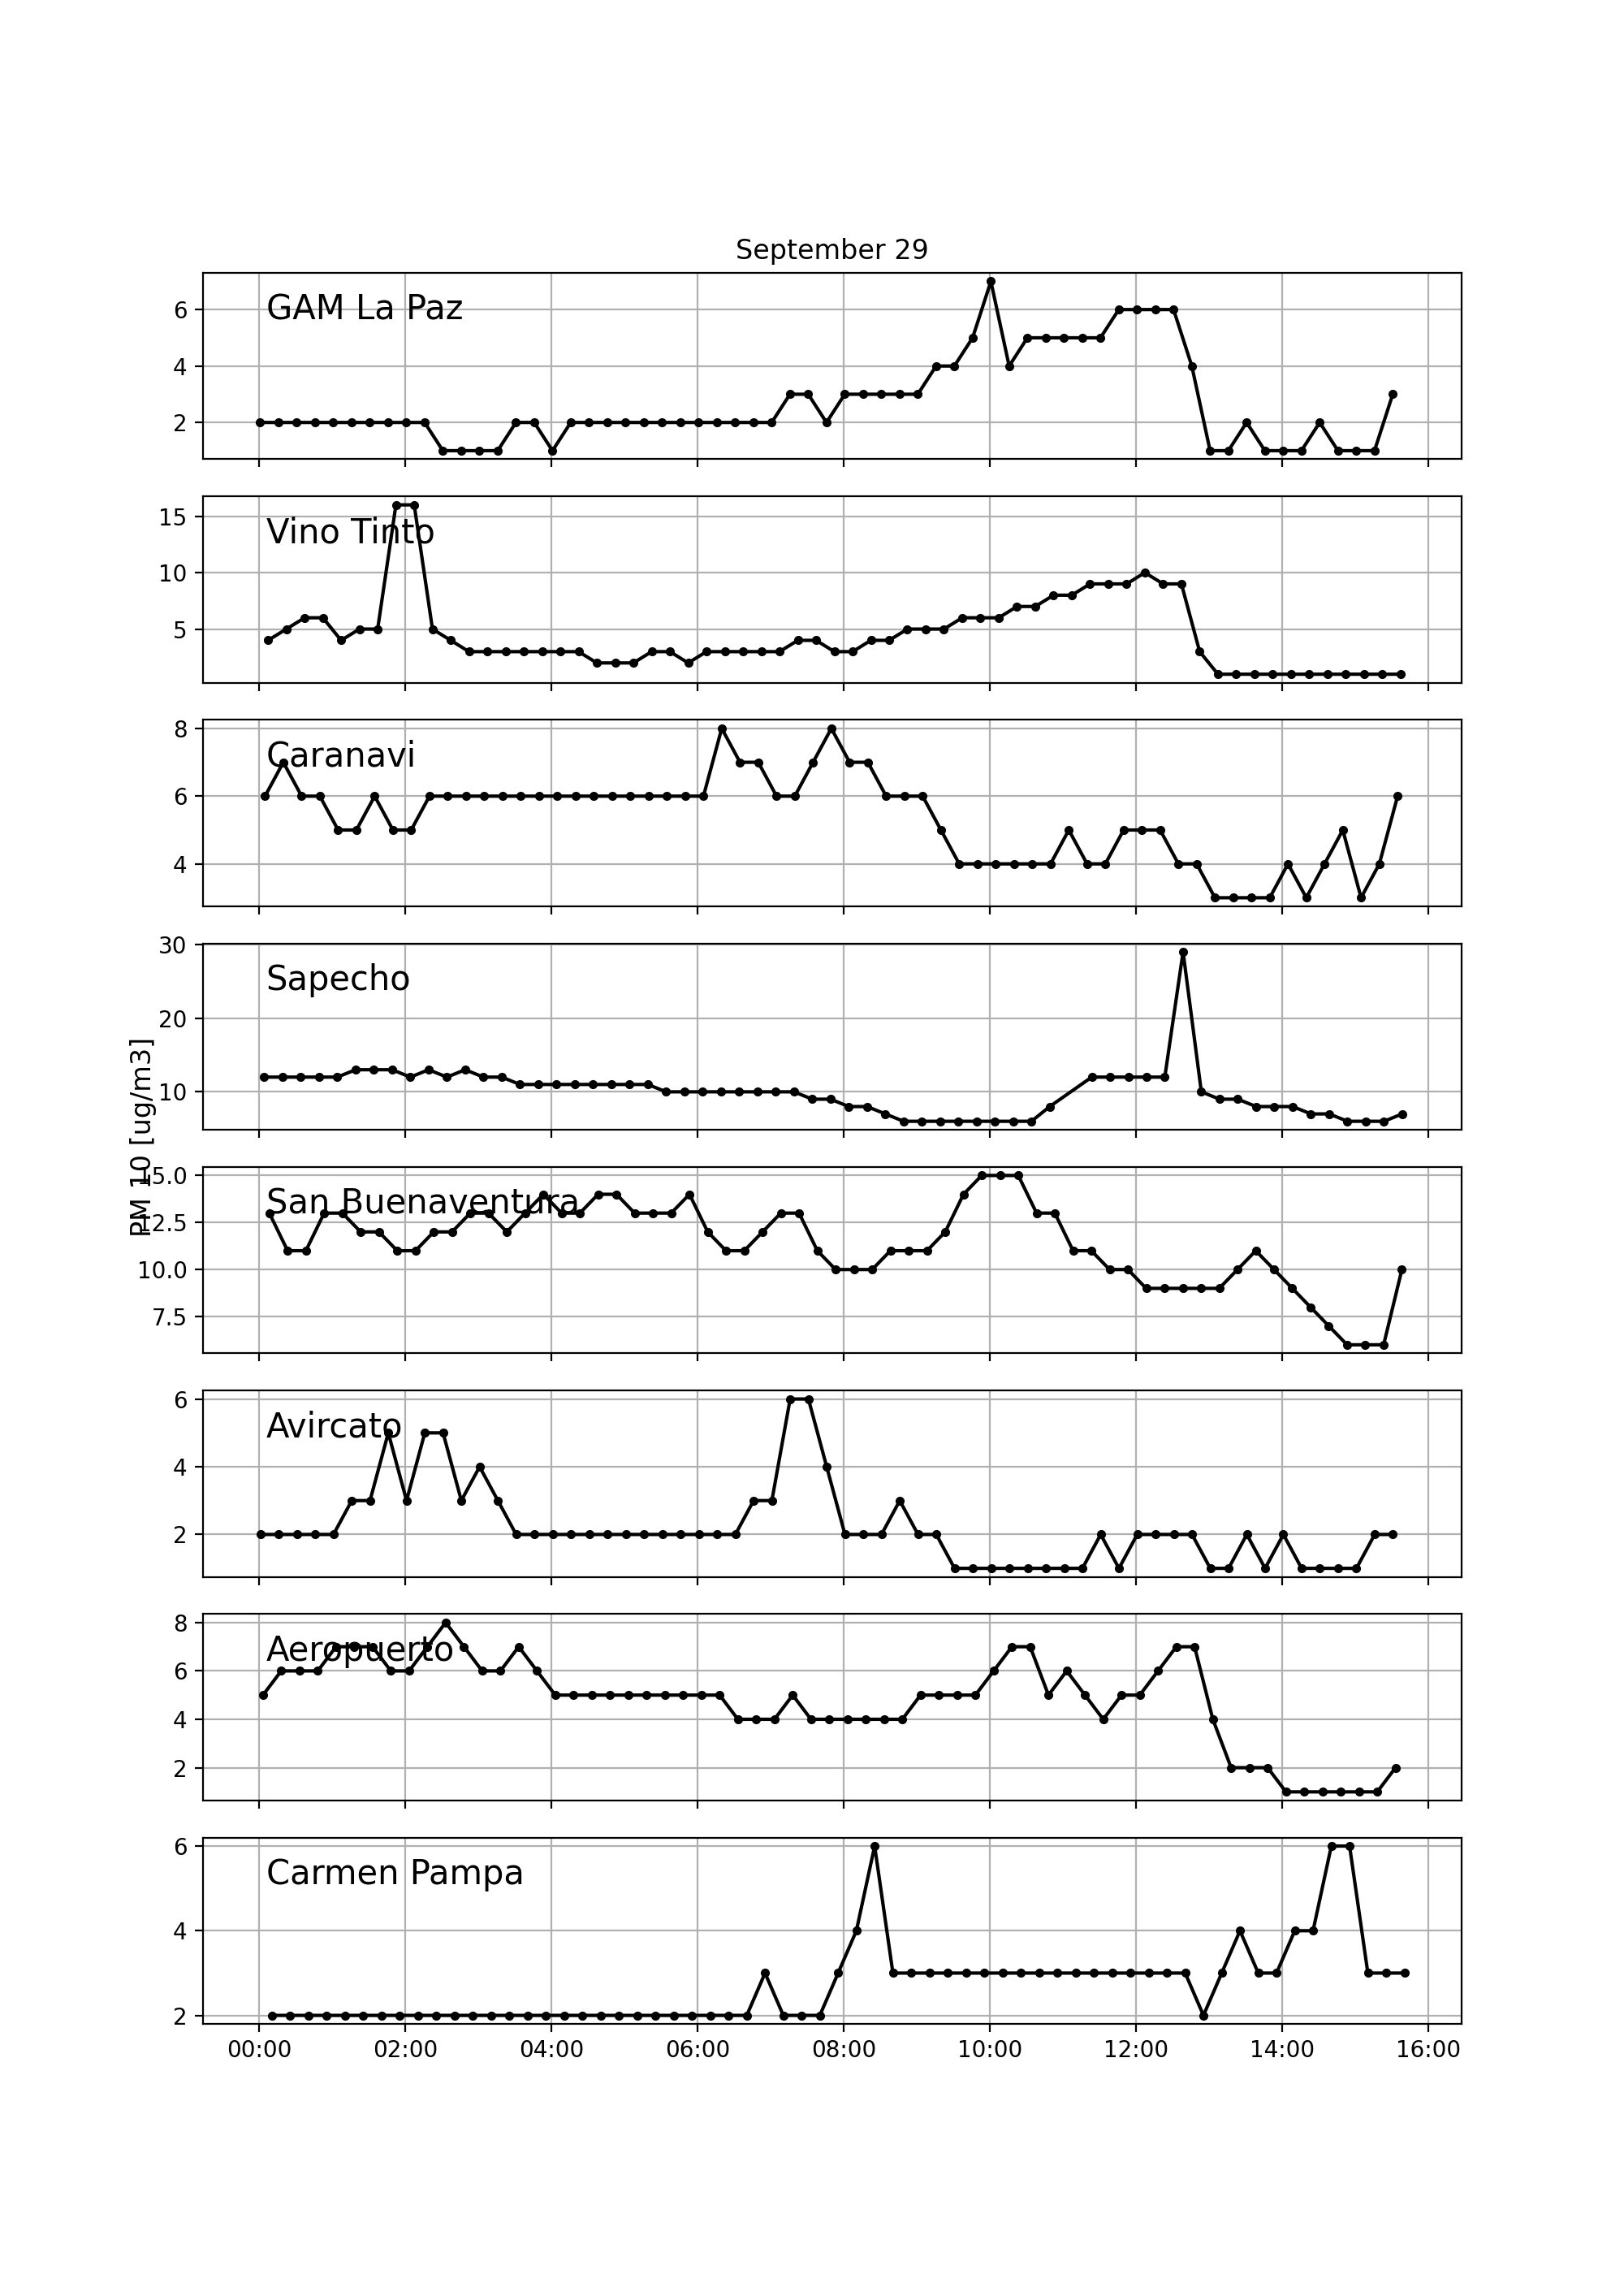 September 29
GAM La Paz
6
4
2
Vino Tinto
15
10
5
Caranavi
8
6
4
Sapecho
30
20
10
PM 10 [ug/m3]
San Buenaventura
15.0
12.5
10.0
7.5
Avircato
6
4
2
Aeropuerto
8
6
4
2
Carmen Pampa
6
4
2
00:00 02:00 04:00 06:00 08:00 10:00 12:00 14:00 16:00